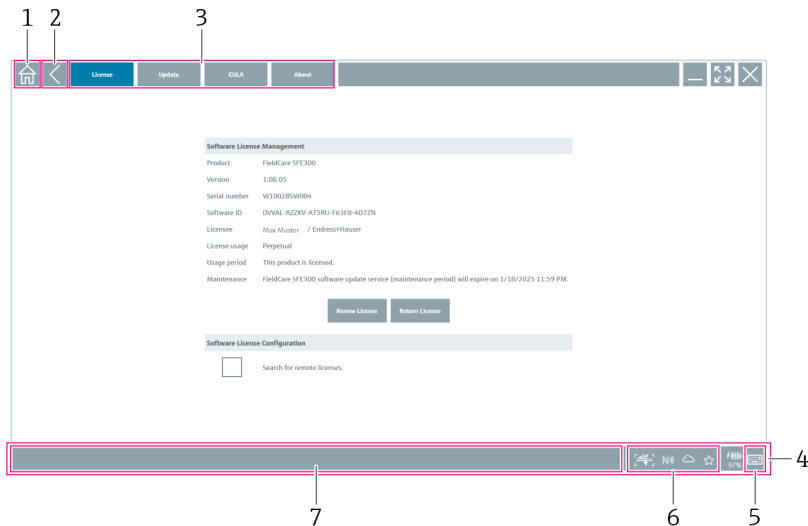 1 2 3
License Update EULA About
Software License Management
Product FieldCare SFE300
Version 1.08.05
Serial number W10028SW004
Software ID DVVAL-RZZKV-AT5RU-F63F8-4D7ZN
Licensee Max Muster / Endress+Hauser
License usage Perpetual
Usage period This product is licensed.
Maintenance FieldCare SFE300 software update service (maintenance period) will expire on 1/18/2025 11:59 PM.
Renew License Return License
Software License Configuration
Search for remote licenses.
97%
4
7 6 5